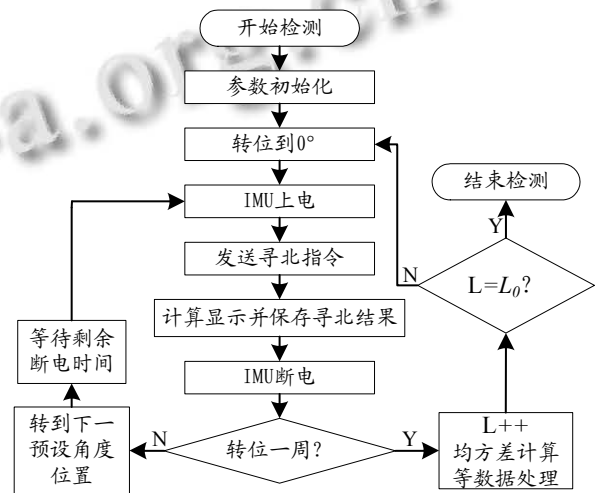 开始检测
参数初始化
转位到0°
IMU上电
发送寻北指令
计算显示并保存寻北结果
IMU断电
转位一周?
N
Y
转到下一
预设角度
位置
等待剩余
断电时间
L++
均方差计算
等数据处理
L=L₀?
N
Y
结束检测
a.org.cn